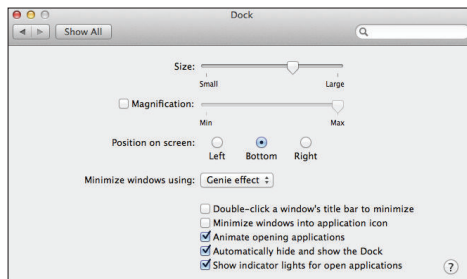 Dock
Show All
Size:
Small Large
Magnification:
Min Max
Position on screen:
Left Bottom Right
Minimize windows using: Genie effect
Double-click a window's title bar to minimize
Minimize windows into application icon
Animate opening applications
Automatically hide and show the Dock
Show indicator lights for open applications
?